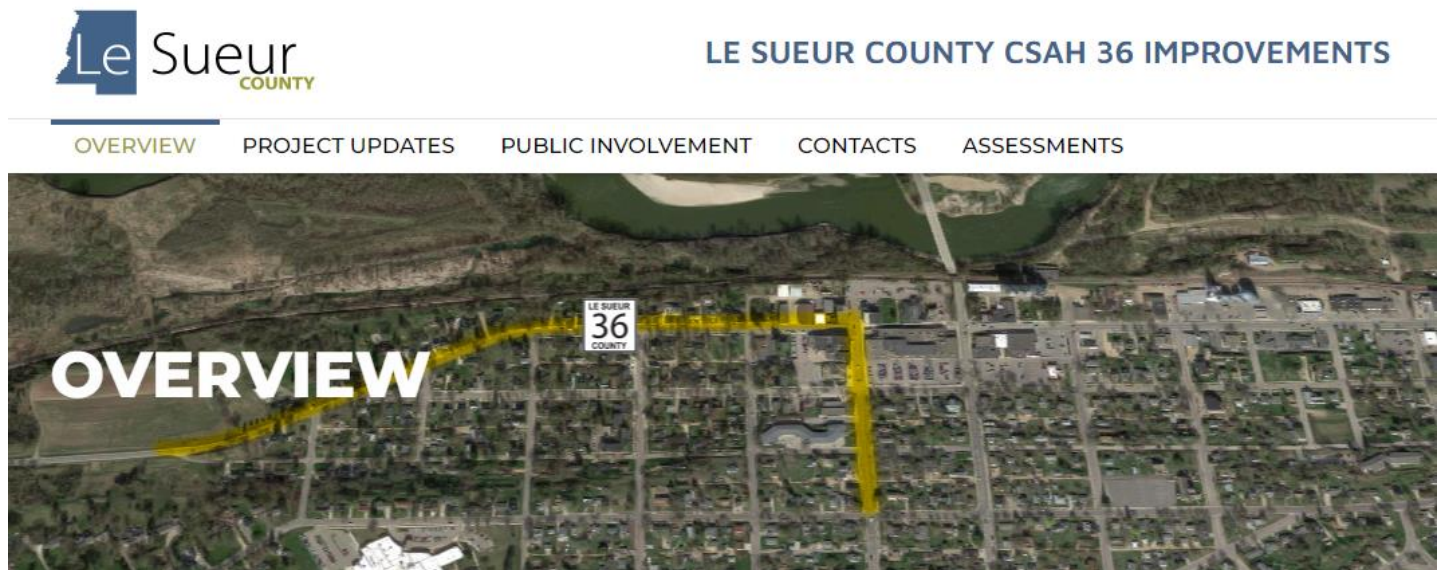 Le Sueur
COUNTY
LE SUEUR COUNTY CSAH 36 IMPROVEMENTS
OVERVIEW PROJECT UPDATES PUBLIC INVOLVEMENT CONTACTS ASSESSMENTS
LE SUEUR
36
COUNTY
OVERVIEW